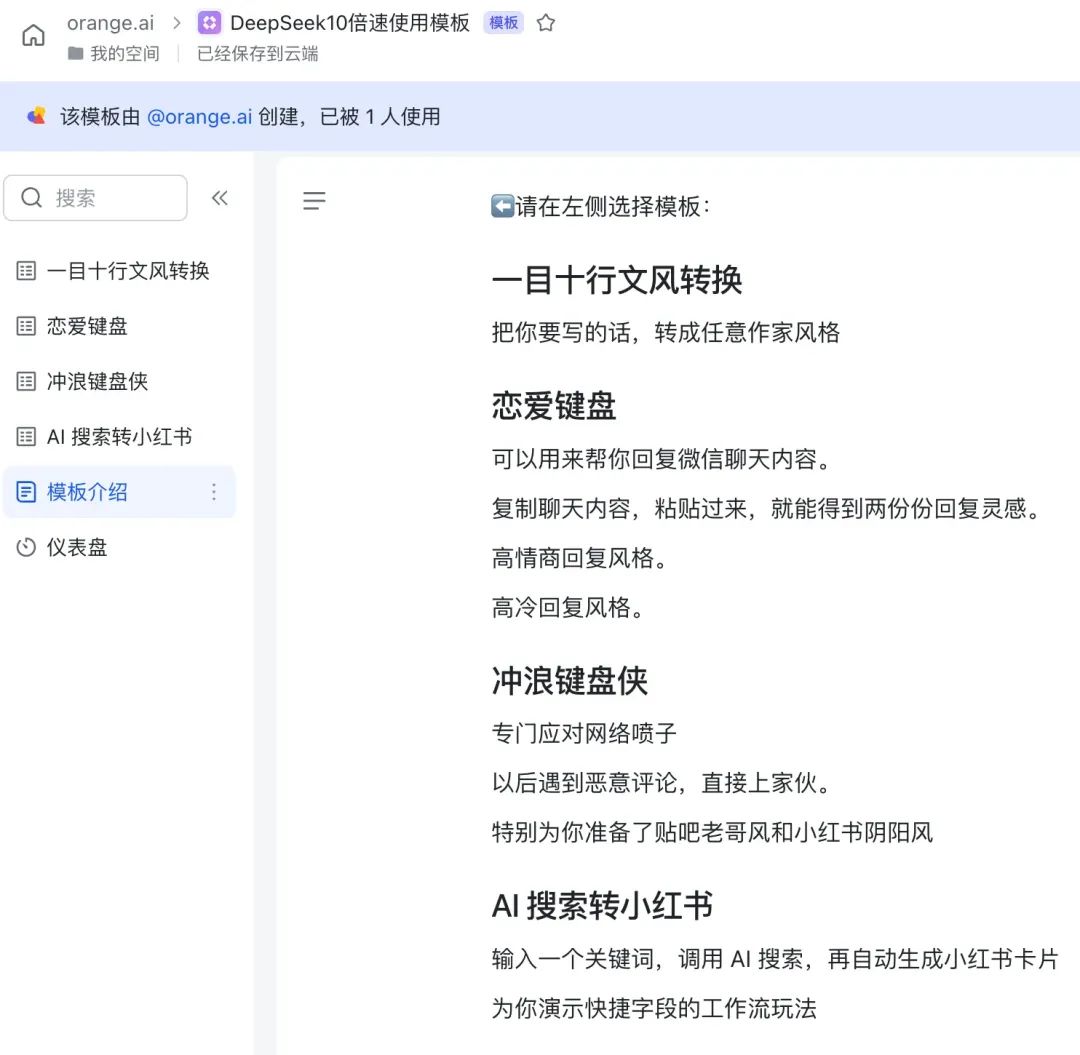 orange.ai > DeepSeek10倍速使用模板 模板
我的空间 | 已经保存到云端
该模板由 @orange.ai 创建，已被 1 人使用
搜索
一目十行文风转换
恋爱键盘
冲浪键盘侠
AI 搜索转小红书
模板介绍
仪表盘
⬅️请在左侧选择模板：
一目十行文风转换
把你要写的话，转成任意作家风格
恋爱键盘
可以用来帮你回复微信聊天内容。
复制聊天内容，粘贴过来，就能得到两份份回复灵感。
高情商回复风格。
高冷回复风格。
冲浪键盘侠
专门应对网络喷子
以后遇到恶意评论，直接上家伙。
特别为你准备了贴吧老哥风和小红书阴阳风
AI 搜索转小红书
输入一个关键词，调用 AI 搜索，再自动生成小红书卡片
为你演示快捷字段的工作流玩法